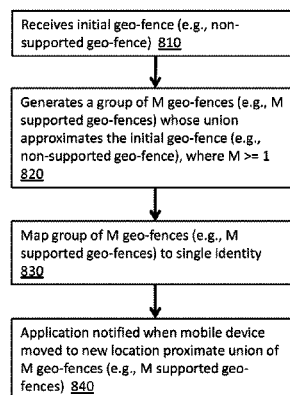 Receives initial geo-fence (e.g., non-
supported geo-fence) 810
Generates a group of M geo-fences (e.g., M
supported geo-fences) whose union
approximates the initial geo-fence (e.g.,
non-supported geo-fence), where M >= 1
820
Map group of M geo-fences (e.g., M
supported geo-fences) to single identity
830
Application notified when mobile device
moved to new location proximate union of
M geo-fences (e.g., M supported geo-
fences) 840